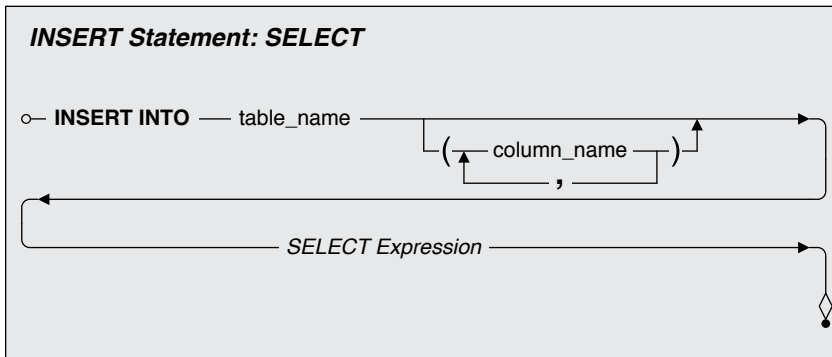 INSERT Statement: SELECT
INSERT INTO table_name
( column_name )
,
SELECT Expression